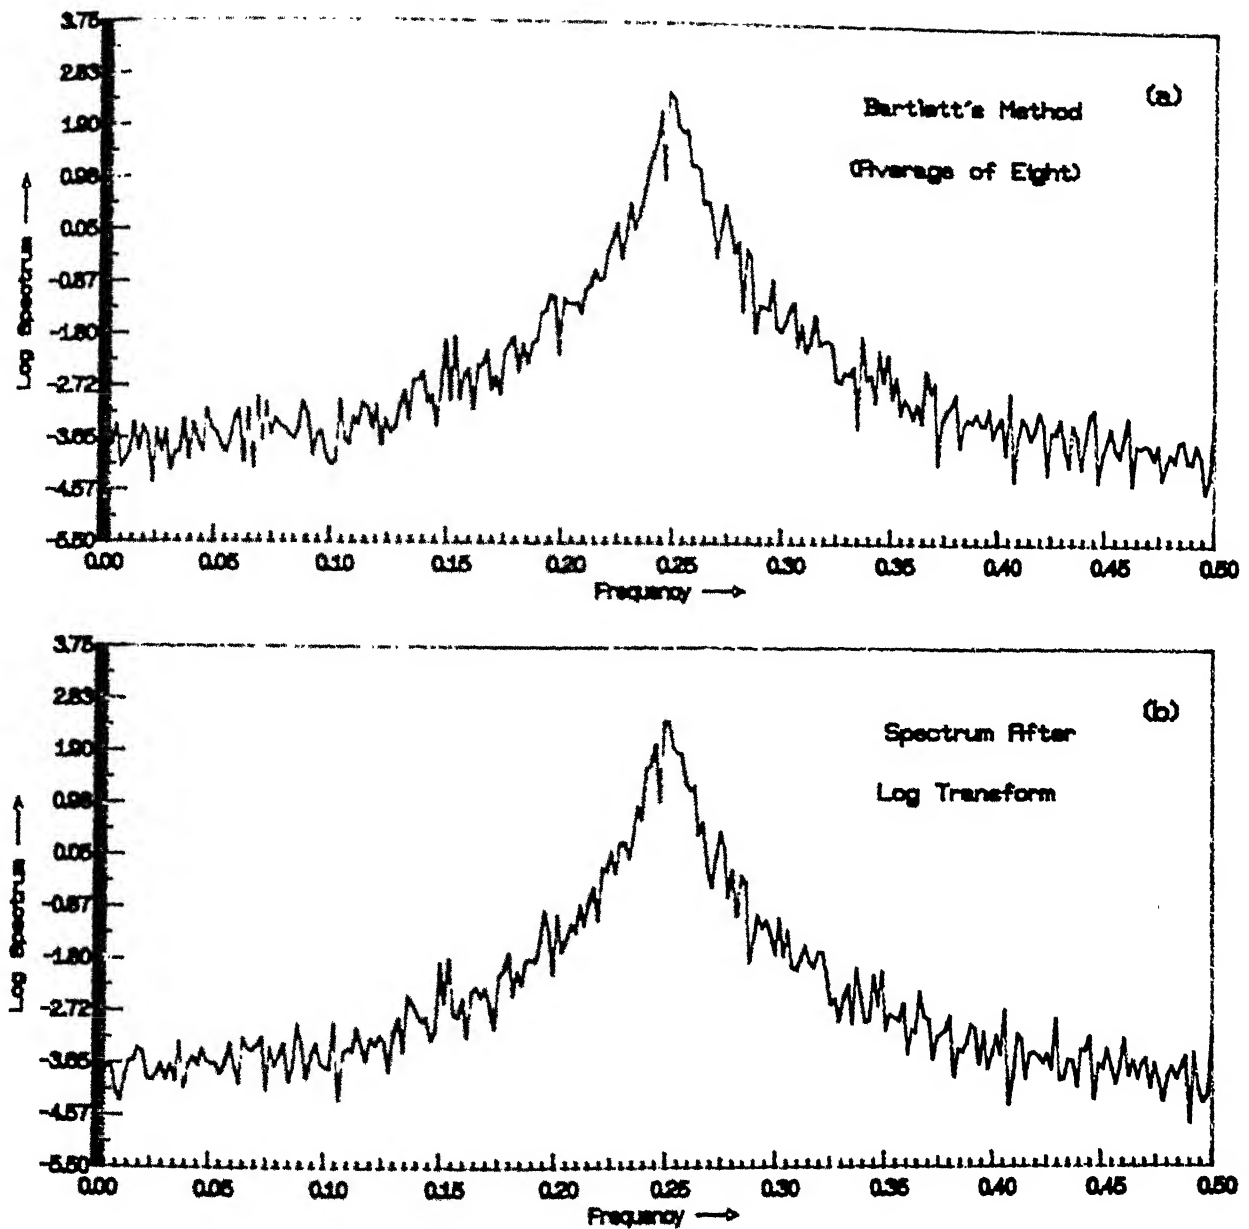 3.75
2.83
1.90
0.98
0.05
-0.87
-1.80
-2.72
-3.65
-4.57
-5.50
Log Spectrum
(a)
Bartlett's Method
(Average of Eight)
0.00 0.05 0.10 0.15 0.20 0.25 0.30 0.35 0.40 0.45 0.50
Frequency
3.75
2.83
1.90
0.98
0.05
-0.87
-1.80
-2.72
-3.65
-4.57
-5.50
Log Spectrum
(b)
Spectrum After
Log Transform
0.00 0.05 0.10 0.15 0.20 0.25 0.30 0.35 0.40 0.45 0.50
Frequency